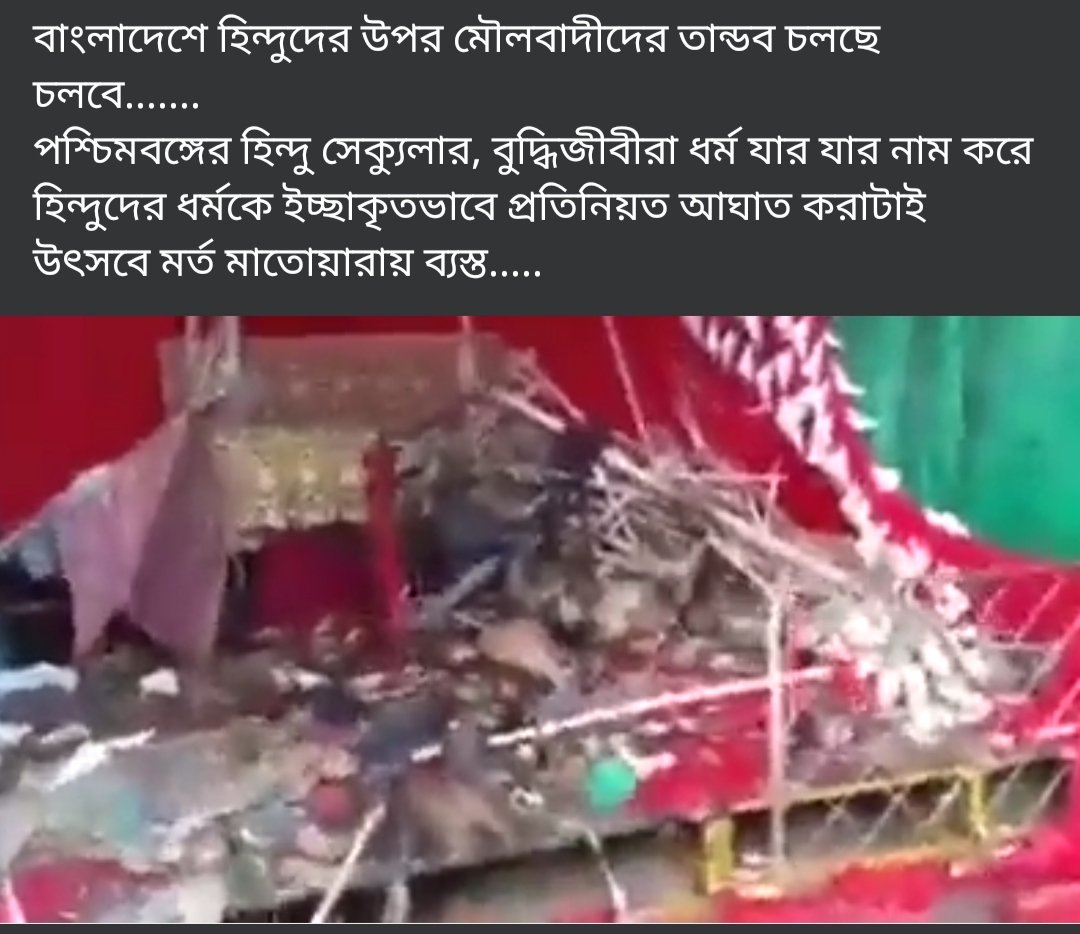 বাংলাদেশে হিন্দুদের উপর মৌলবাদীদের তান্ডব চলছে
চলবে.......
পশ্চিমবঙ্গের হিন্দু সেক্যুলার, বুদ্ধিজীবীরা ধর্ম যার যার নাম করে
হিন্দুদের ধর্মকে ইচ্ছাকৃতভাবে প্রতিনিয়ত আঘাত করাটাই
উৎসবে মর্ত মাতোয়ারায় ব্যস্ত.....